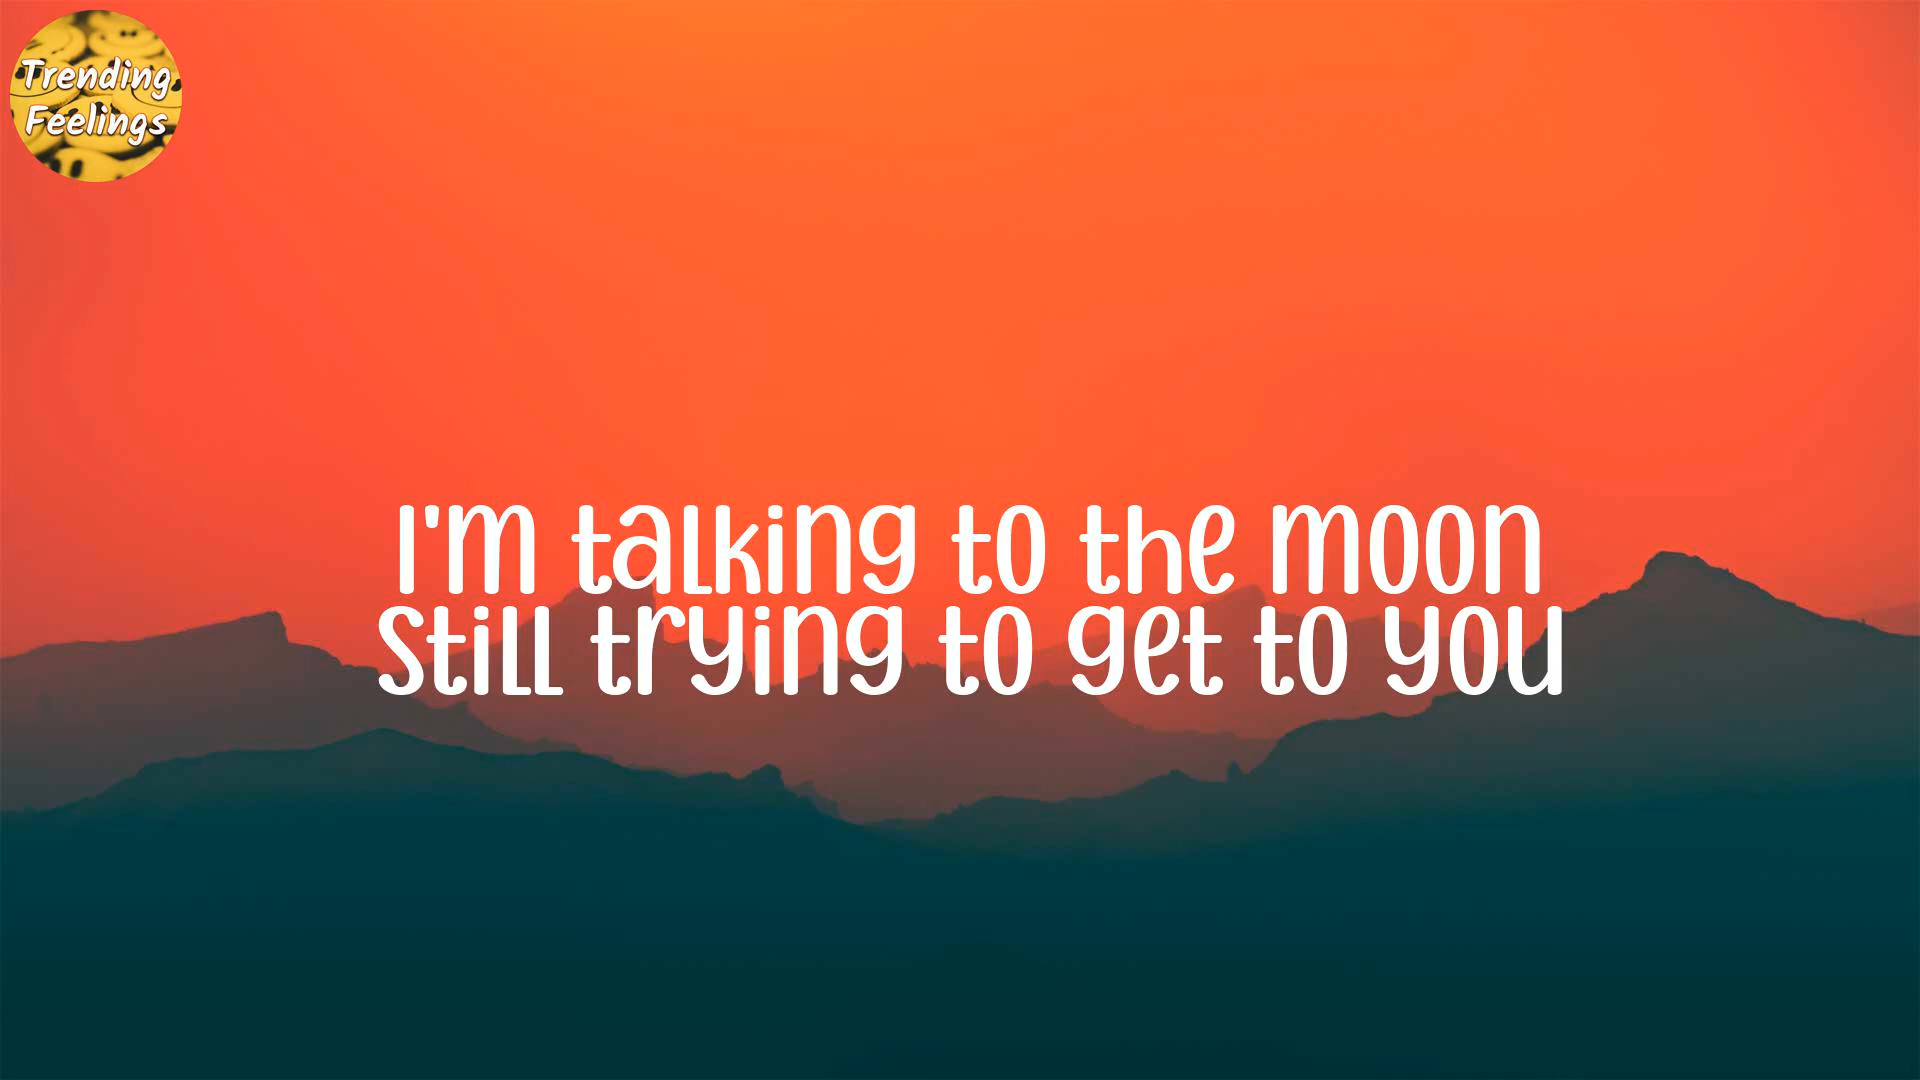 Trending
Feelings
I'm talking to the moon
still trying to get to you